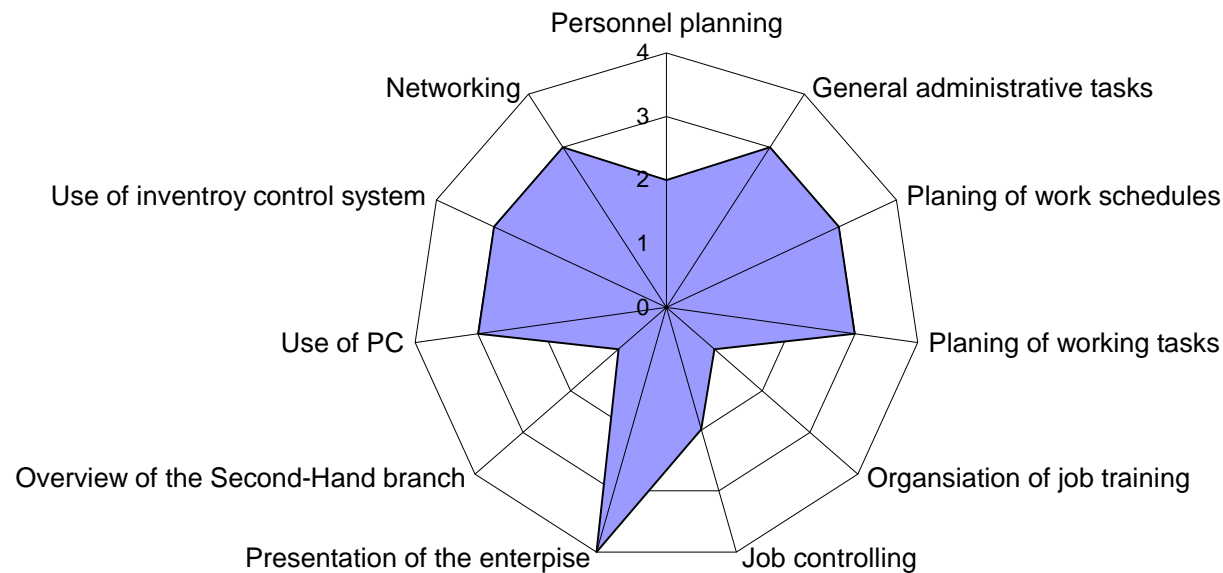 Personnel planning
4
Networking
General administrative tasks
3
2
Use of inventroy control system
Planing of work schedules
1
0
Use of PC
Planing of working tasks
Overview of the Second-Hand branch
Organsiation of job training
Presentation of the enterpise
Job controlling